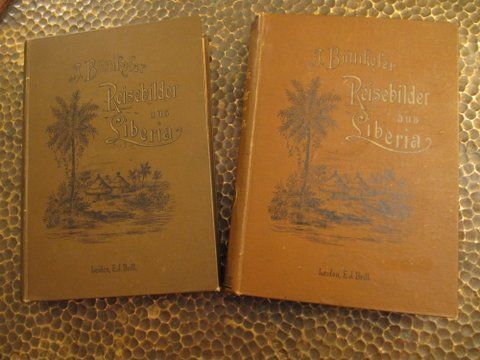 J. Büttikofer
Reisebilder
aus
Liberia
Leiden, E.J. Brill.
J. Büttikofer
Reisebilder
aus
Liberia
Leiden, E.J. Brill.